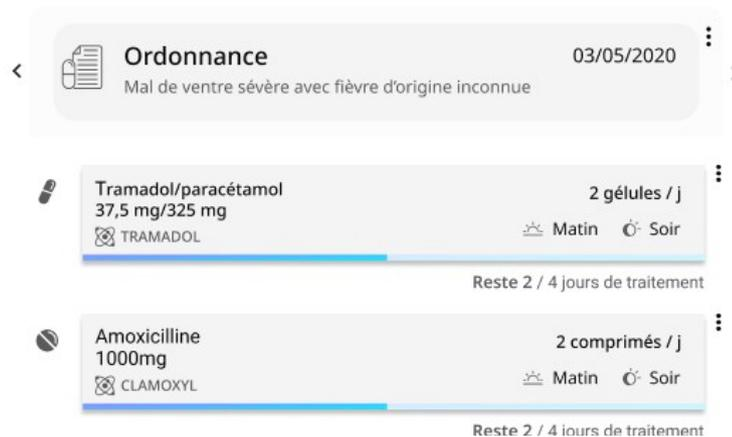 Ordonnance
03/05/2020
Mal de ventre sévère avec fièvre d'origine inconnue
Tramadol/paracétamol
2 gélules / j
37,5 mg/325 mg
TRAMADOL
Matin
Soir
Reste 2 / 4 jours de traitement
Amoxicilline
2 comprimés / j
1000mg
CLAMOXYL
Matin
Soir
Reste 2 / 4 jours de traitement